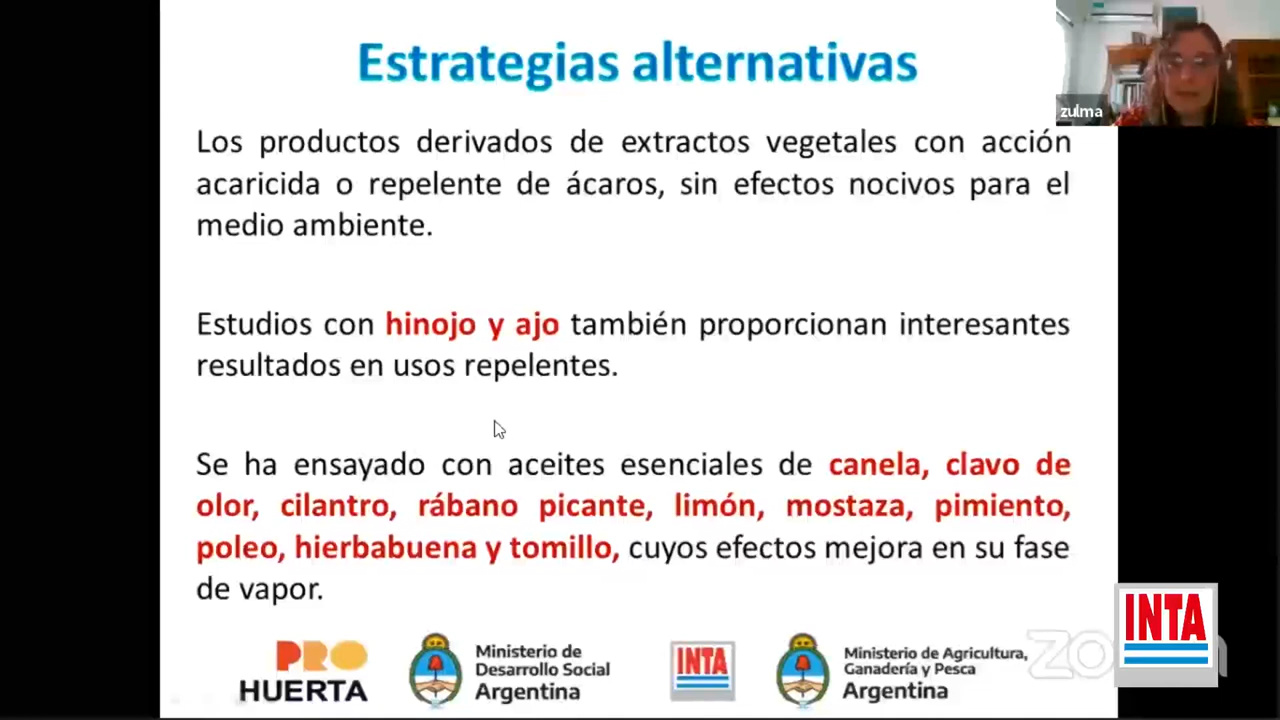 Estrategias alternativas
zulma
Los productos derivados de extractos vegetales con acción
acaricida o repelente de ácaros, sin efectos nocivos para el
medio ambiente.
Estudios con hinojo y ajo también proporcionan interesantes
resultados en usos repelentes.
Se ha ensayado con aceites esenciales de canela, clavo de
olor, cilantro, rábano picante, limón, mostaza, pimiento,
poleo, hierbabuena y tomillo, cuyos efectos mejora en su fase
de vapor.
PRO
HUERTA
Ministerio de
Desarrollo Social
Argentina
INTA
Ministerio de Agricultura,
Ganadería y Pesca
Argentina
INTA